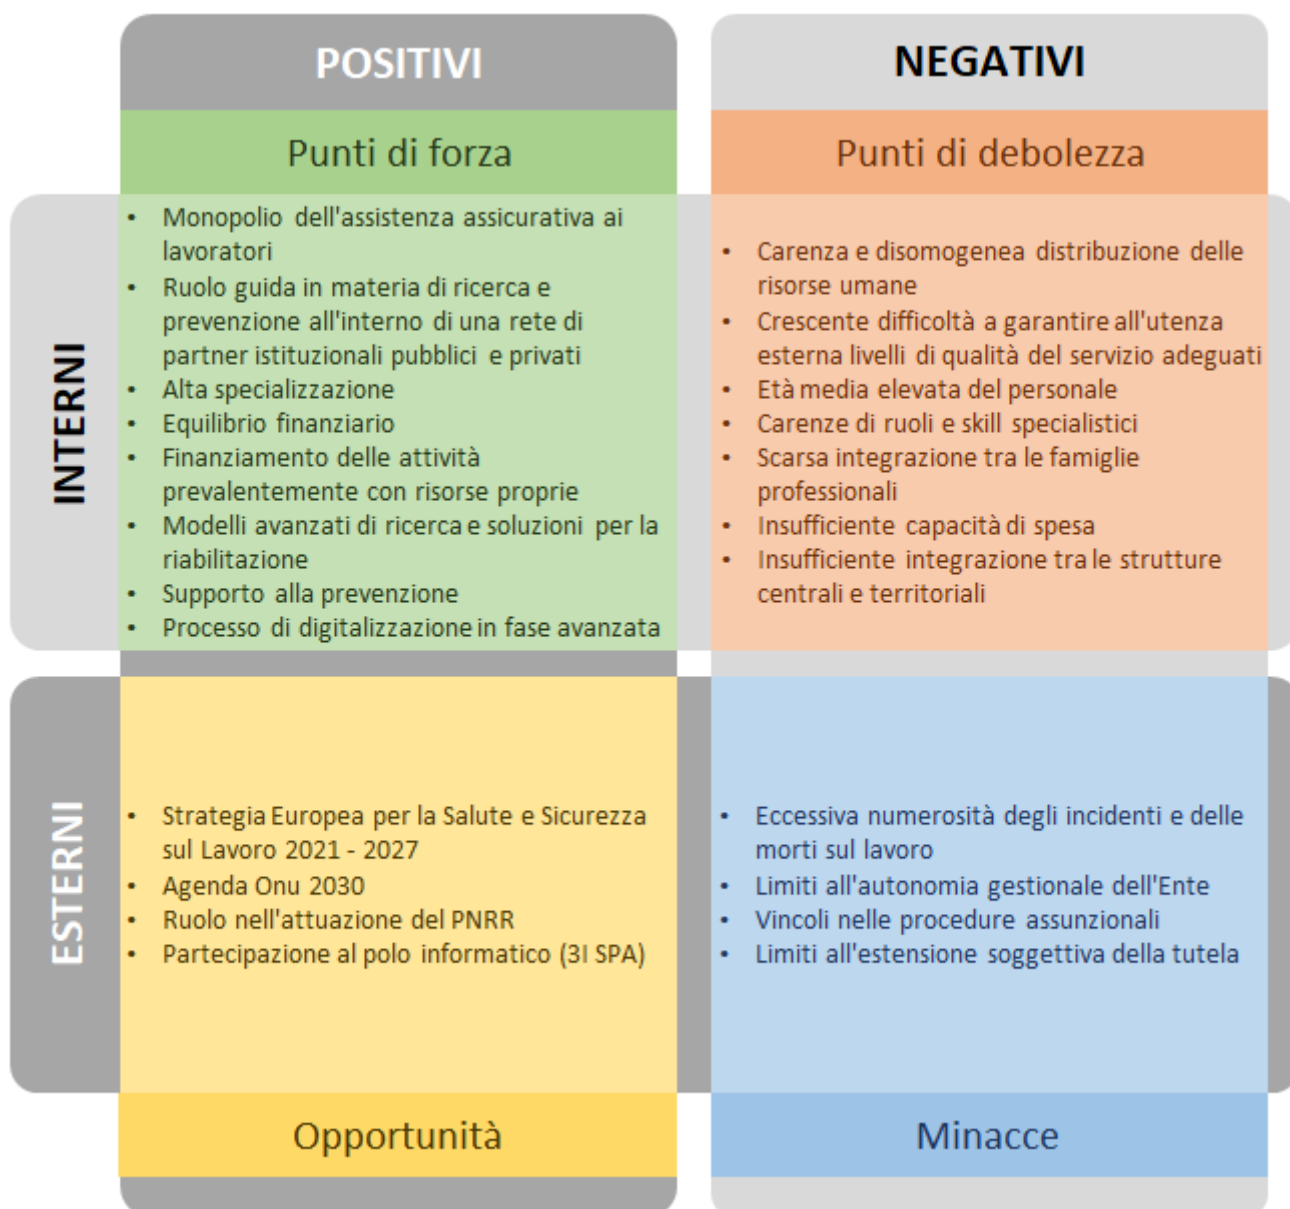 POSITIVI
NEGATIVI
Punti di forza
Punti di debolezza
INTERNI
• Monopolio dell'assistenza assicurativa ai
lavoratori
• Ruolo guida in materia di ricerca e
prevenzione all'interno di una rete di
partner istituzionali pubblici e privati
• Alta specializzazione
• Equilibrio finanziario
• Finanziamento delle attività
prevalentemente con risorse proprie
• Modelli avanzati di ricerca e soluzioni per la
riabilitazione
• Supporto alla prevenzione
• Processo di digitalizzazione in fase avanzata
• Carenza e disomogenea distribuzione delle
risorse umane
• Crescente difficoltà a garantire all'utenza
esterna livelli di qualità del servizio adeguati
• Età media elevata del personale
• Carenze di ruoli e skill specialistici
• Scarsa integrazione tra le famiglie
professionali
• Insufficiente capacità di spesa
• Insufficiente integrazione tra le strutture
centrali e territoriali
ESTERNI
• Strategia Europea per la Salute e Sicurezza
sul Lavoro 2021 - 2027
• Agenda Onu 2030
• Ruolo nell'attuazione del PNRR
• Partecipazione al polo informatico (3I SPA)
• Eccessiva numerosità degli incidenti e delle
morti sul lavoro
• Limiti all'autonomia gestionale dell'Ente
• Vincoli nelle procedure assunzionali
• Limiti all'estensione soggettiva della tutela
Opportunità
Minacce